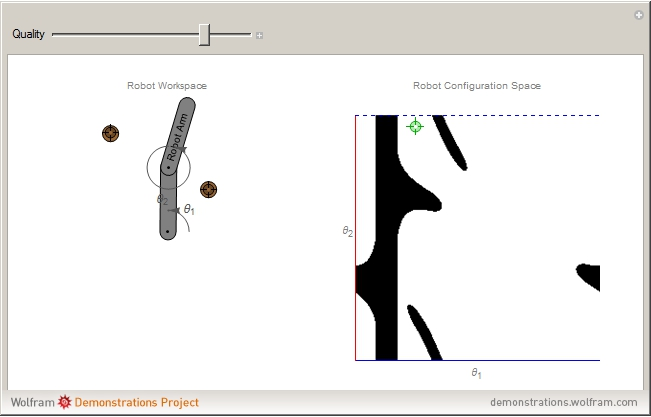 Quality
Robot Workspace
Robot Configuration Space
Robot Arm
θ2
θ1
θ2
θ1
Wolfram Demonstrations Project
demonstrations.wolfram.com